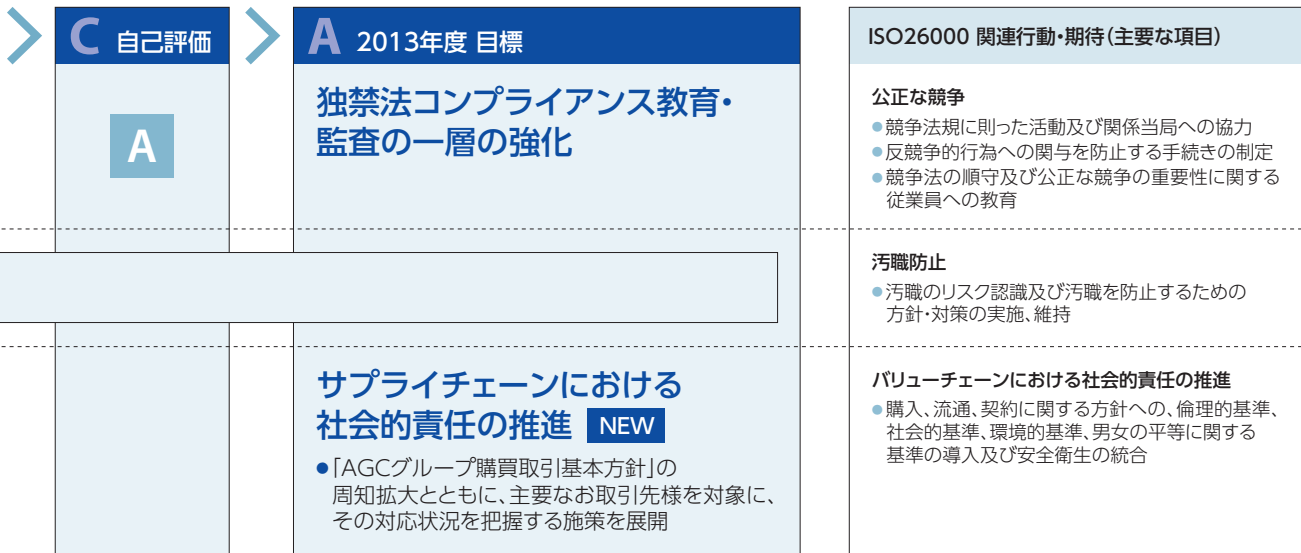 C 自己評価
A
A 2013年度 目標
独禁法コンプライアンス教育・
監査の一層の強化
サプライチェーンにおける
社会的責任の推進 NEW
●「AGCグループ購買取引基本方針」の
周知拡大とともに、主要なお取引先様を対象に、
その対応状況を把握する施策を展開
ISO26000 関連行動・期待（主要な項目）
公正な競争
●競争法規に則った活動及び関係当局への協力
●反競争的行為への関与を防止する手続きの制定
●競争法の順守及び公正な競争の重要性に関する
従業員への教育
汚職防止
●汚職のリスク認識及び汚職を防止するための
方針・対策の実施、維持
バリューチェーンにおける社会的責任の推進
●購入、流通、契約に関する方針への、倫理的基準、
社会的基準、環境的基準、男女の平等に関する
基準の導入及び安全衛生の統合